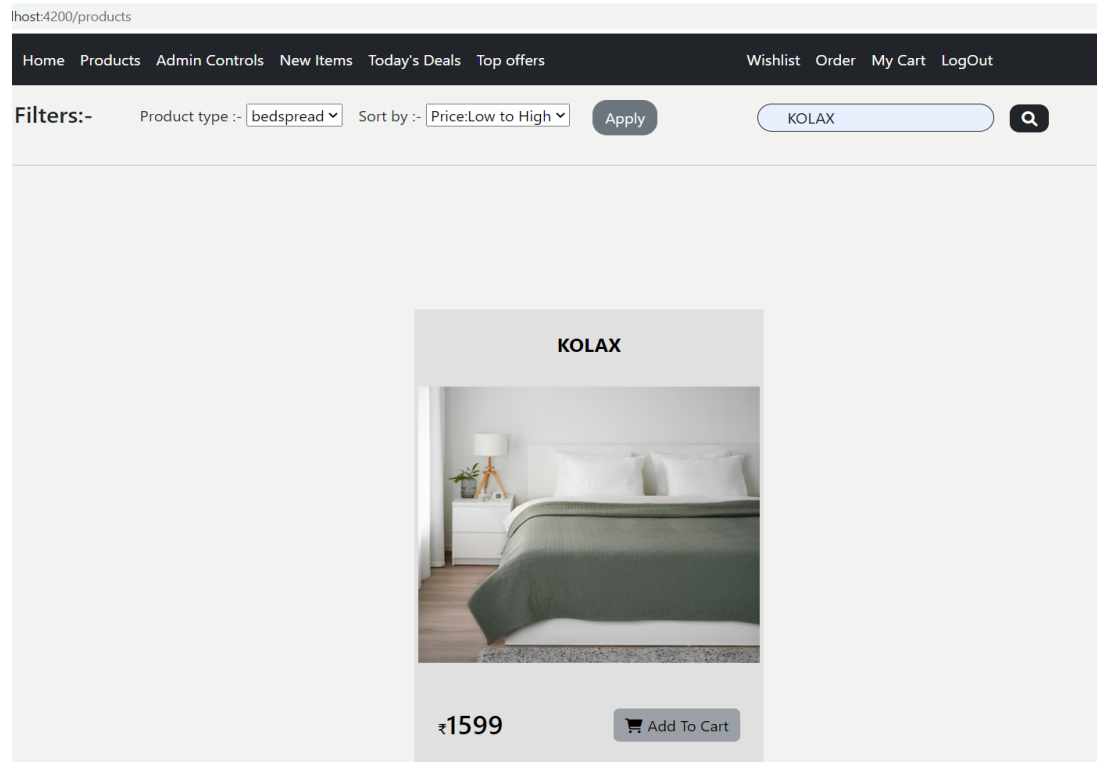 lhost:4200/products
Home Products Admin Controls New Items Today's Deals Top offers Wishlist Order My Cart LogOut
Filters:- Product type :- bedspread Sort by :- Price:Low to High Apply KOLAX
KOLAX
₹1599 Add To Cart